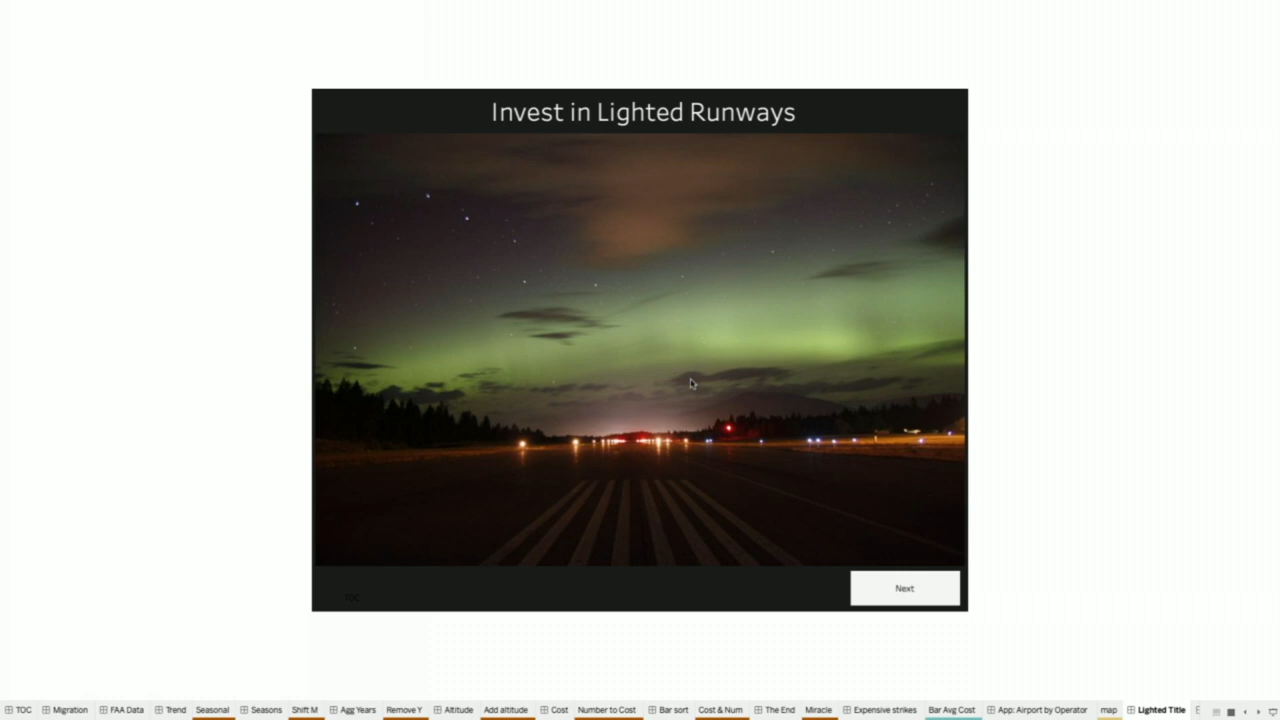 Invest in Lighted Runways
TOC
Next
TOC Migration FAA Data Trend Seasonal Seasons Shift M Agg Years Remove Y Altitude Add altitude Cost Number to Cost Bar sort Cost & Num The End Miracle Expensive strikes Bar Avg Cost App: Airport by Operator map Lighted Title